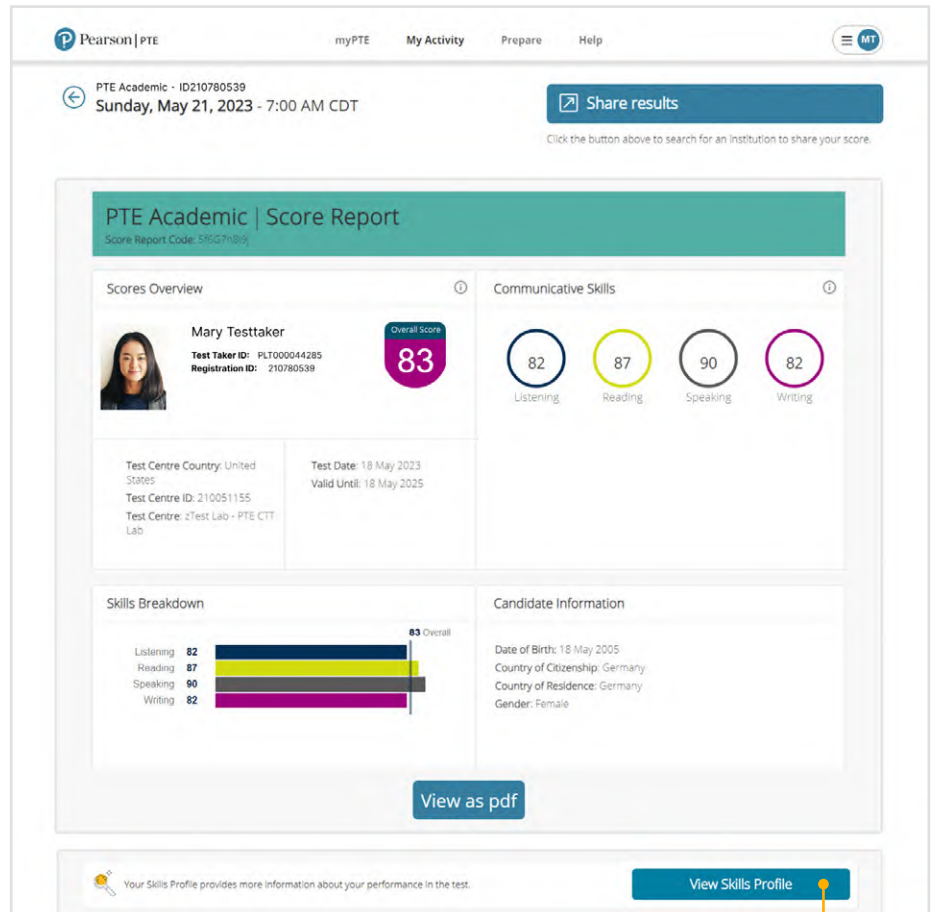 Pearson | PTE
myPTE
My Activity
Prepare
Help
MT
PTE Academic - ID210780539
Sunday, May 21, 2023 - 7:00 AM CDT
Share results
Click the button above to search for an institution to share your score.
PTE Academic | Score Report
Score Report Code:
Scores Overview
Mary Testtaker
Test Taker ID: PLT000044285
Registration ID: 210780539
Overall Score
83
Test Centre Country: United
States
Test Centre ID: 210051155
Test Centre: zTest Lab - PTE CTT
Lab
Test Date: 18 May 2023
Valid Until: 18 May 2025
Communicative Skills
82
Listening
87
Reading
90
Speaking
82
Writing
Skills Breakdown
83 Overall
Listening 82
Reading 87
Speaking 90
Writing 82
Candidate Information
Date of Birth: 18 May 2005
Country of Citizenship: Germany
Country of Residence: Germany
Gender: Female
View as pdf
Your Skills Profile provides more information about your performance in the test.
View Skills Profile